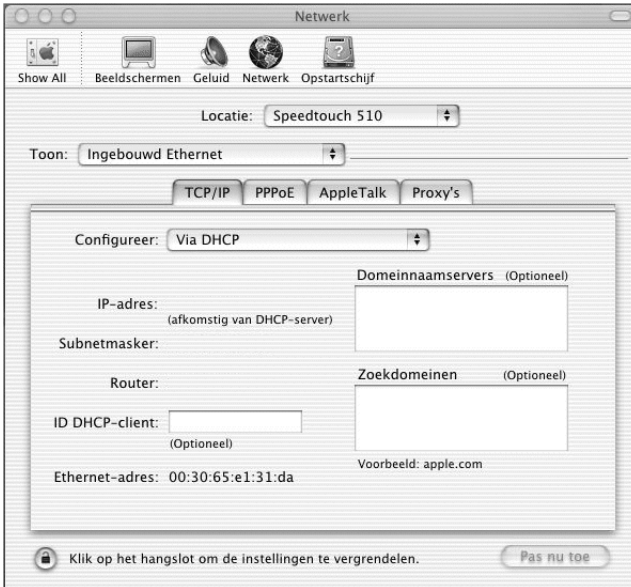 Netwerk
Show All
Beeldschermen
Geluid
Netwerk
Opstartschijf
Locatie: Speedtouch 510
Toon: Ingebouwd Ethernet
TCP/IP
PPPoE
AppleTalk
Proxy's
Configureer: Via DHCP
Domeinnaamservers (Optioneel)
IP-adres:
(afkomstig van DHCP-server)
Subnetmasker:
Zoekdomeinen (Optioneel)
Router:
ID DHCP-client:
(Optioneel)
Voorbeeld: apple.com
Ethernet-adres: 00:30:65:e1:31:da
Klik op het hangslot om de instellingen te vergrendelen.
Pas nu toe